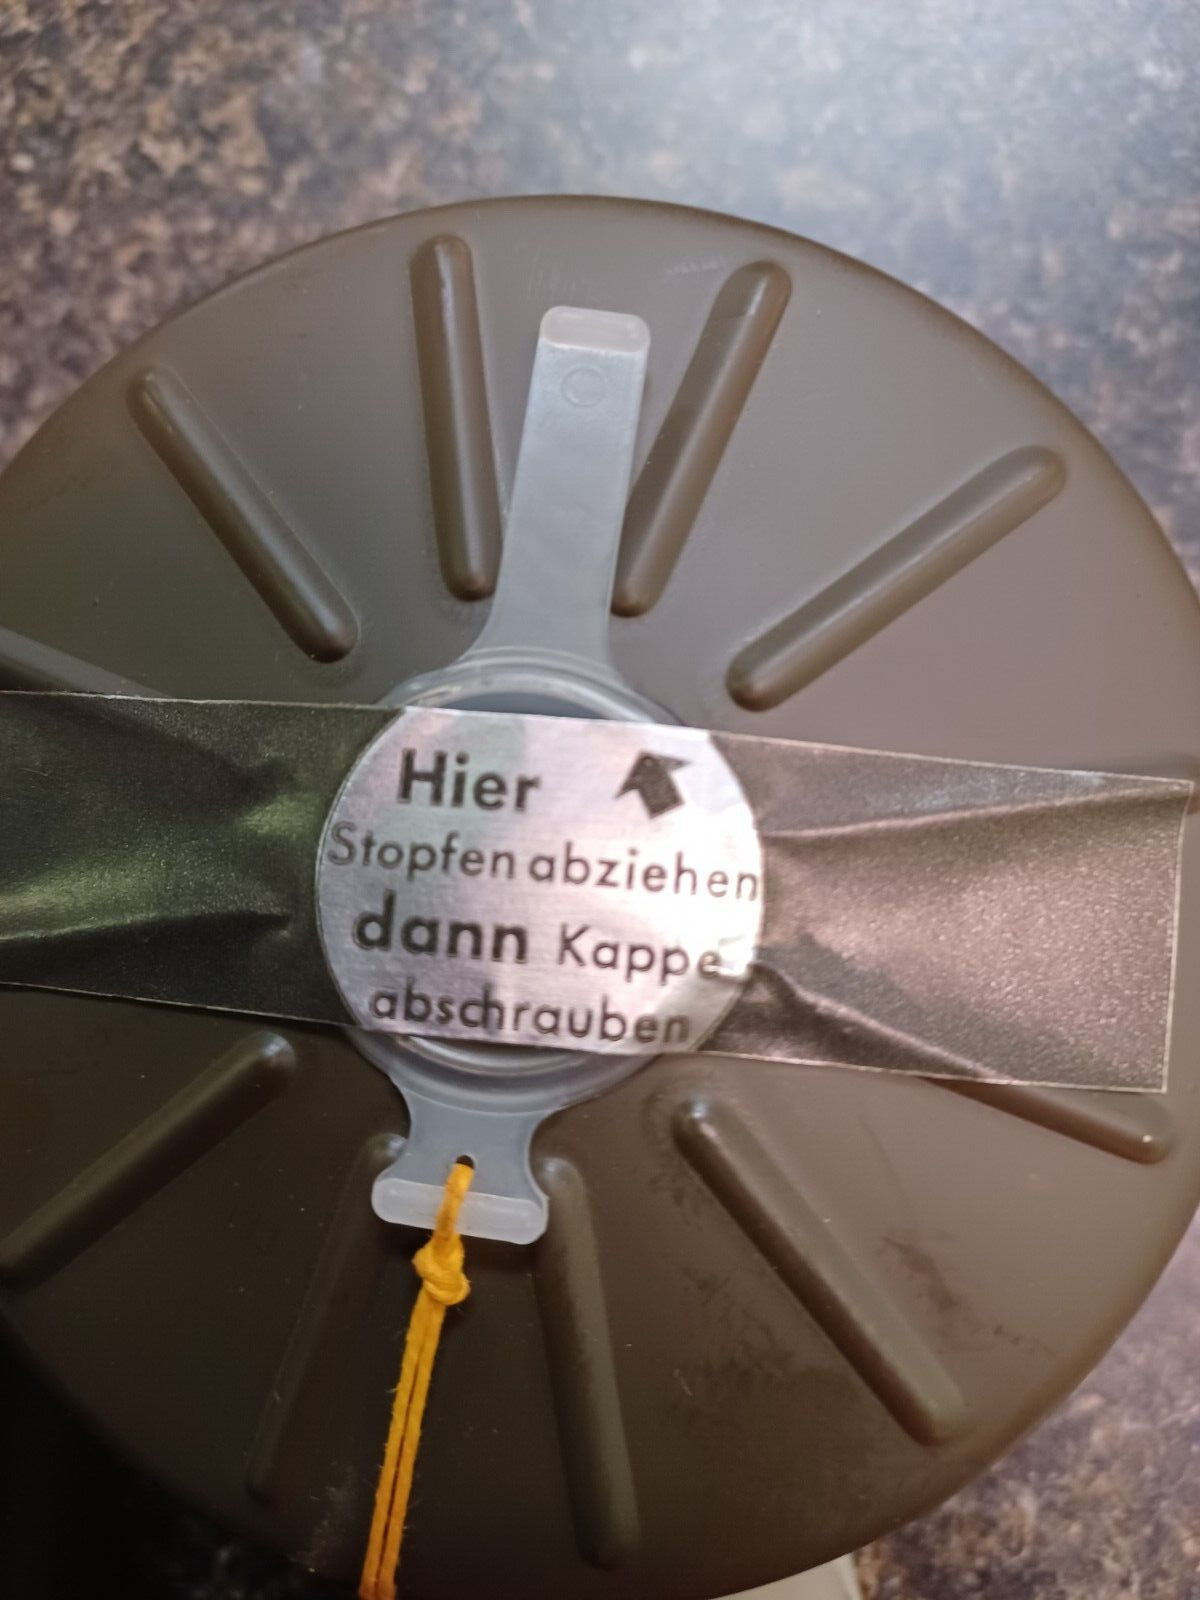 Hier
Stopfen abziehen
dann Kappe
abschrauben